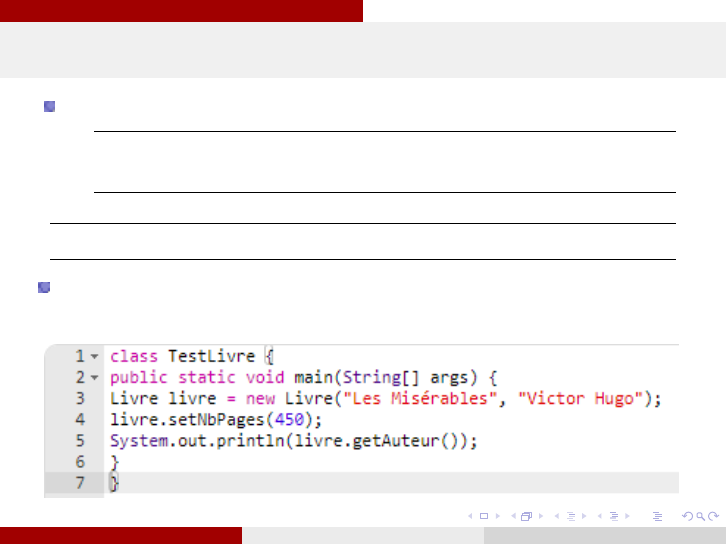 1 class TestLivre {
2 public static void main(String[] args) {
3 Livre livre = new Livre("Les Misérables", "Victor Hugo");
4 livre.setNbPages(450);
5 System.out.println(livre.getAuteur());
6 }
7 }